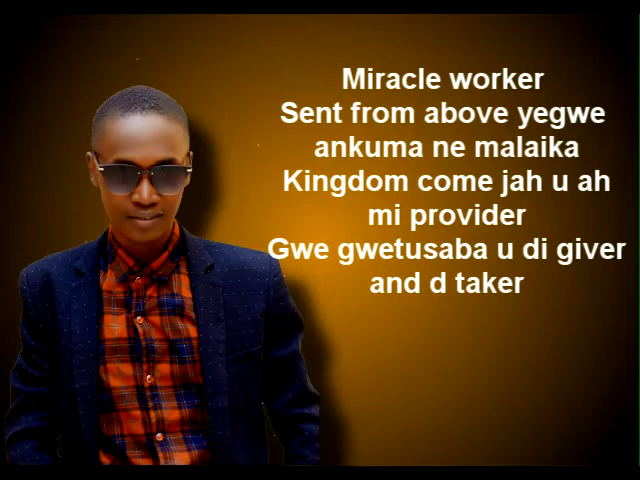 Miracle worker
Sent from above yegwe
ankuma ne malaika
Kingdom come jah u ah
mi provider
Gwe gwetusaba u di giver
and d taker